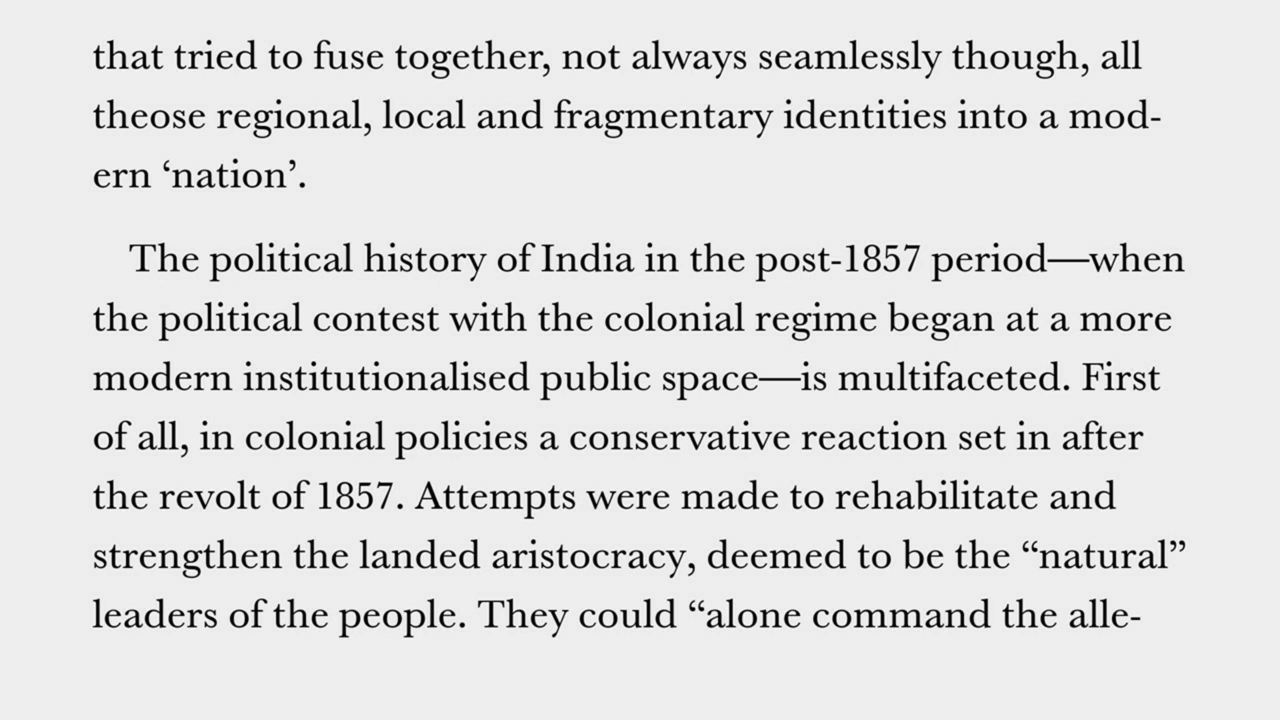 that tried to fuse together, not always seamlessly though, all
theose regional, local and fragmentary identities into a mod-
ern ‘nation’.
The political history of India in the post-1857 period—when
the political contest with the colonial regime began at a more
modern institutionalised public space—is multifaceted. First
of all, in colonial policies a conservative reaction set in after
the revolt of 1857. Attempts were made to rehabilitate and
strengthen the landed aristocracy, deemed to be the “natural”
leaders of the people. They could “alone command the alle-